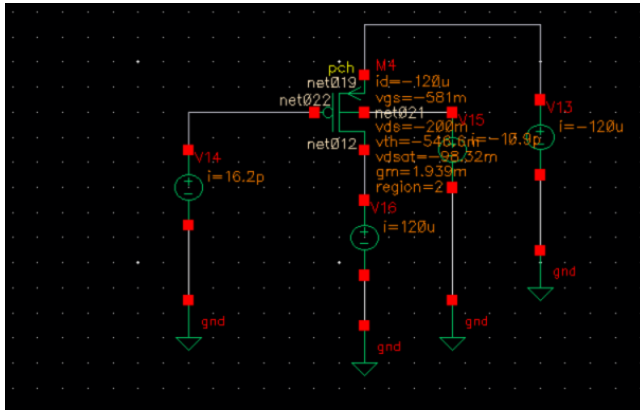 pch
M4
net019
id=-120u
net022
vgs=-581m
net021
V15
V13
vds=-200m
i=-10.9p
i=-120u
net012
vth=-546.6m
vdsat=-98.32m
gm=1.939m
region=2
V14
i=16.2p
V16
i=120u
gnd
gnd
gnd
gnd